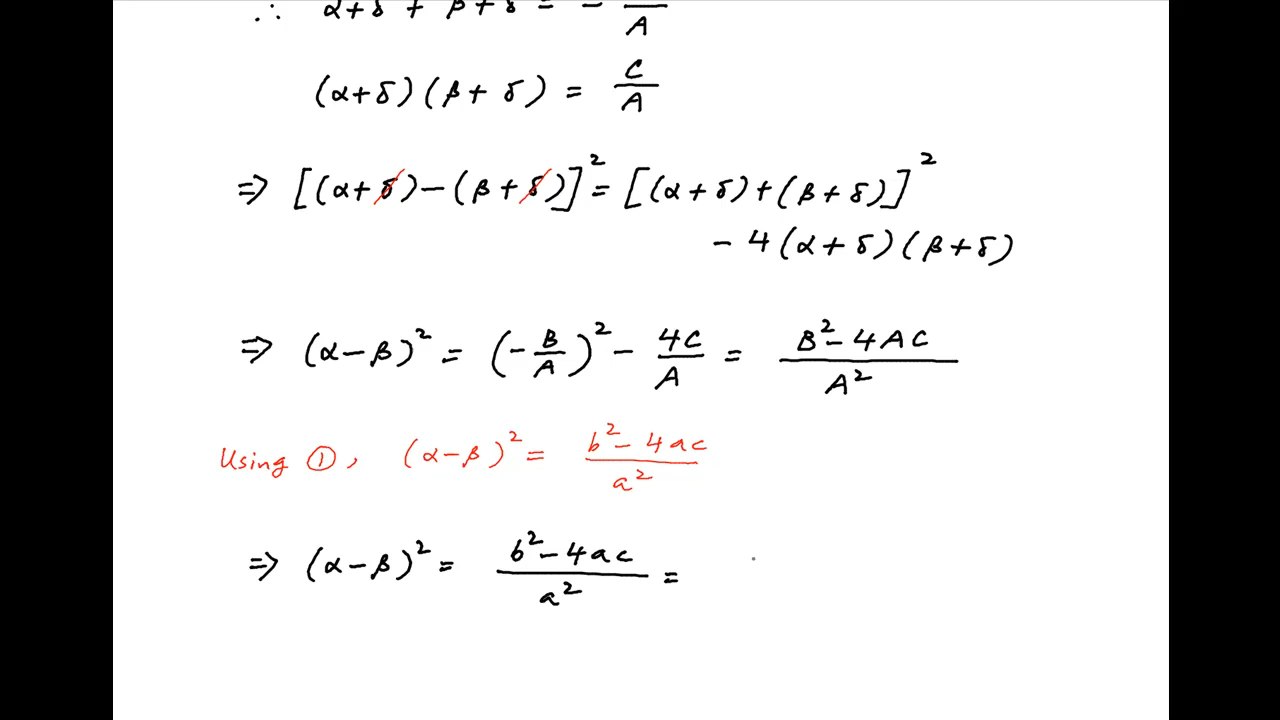 ∴ α+δ + β+δ = - —/A
(α+δ)(β+δ) = C/A
⇒ [(α+δ)-(β+δ)]² = [(α+δ)+(β+δ)]²
- 4(α+δ)(β+δ)
⇒ (α-β)² = (-B/A)² - 4C/A = B²-4AC/A²
Using ①, (α-β)² = b²-4ac/a²
⇒ (α-β)² = b²-4ac/a² =